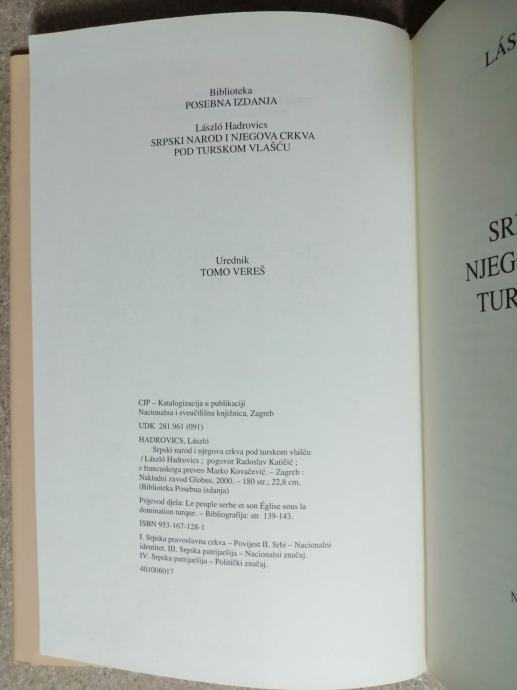 Biblioteka
POSEBNA IZDANJA
László Hadrovics
SRPSKI NAROD I NJEGOVA CRKVA
POD TURSKOM VLAŠĆU
Urednik
TOMO VEREŠ
CIP – Katalogizacija u publikaciji
Nacionalna i sveučilišna knjižnica, Zagreb
UDK 281.961 (091)
HADROVICS, László
Srpski narod i njegova crkva pod turskom vlašću
/ László Hadrovics ; pogovor Radoslav Katičić ;
s francuskoga preveo Marko Kovačević. – Zagreb :
Nakladni zavod Globus, 2000. – 180 str.; 22,8 cm.
(Biblioteka Posebna izdanja)
Prijevod djela: Le peuple serbe et son Église sous la
domination turque. – Bibliografija: str. 139-143.
ISBN 953-167-128-1
I. Srpska pravoslavna crkva – Povijest II. Srbi – Nacionalni
identitet. III. Srpska patrijaršija – Nacionalni značaj.
IV. Srpska patrijaršija – Politički značaj.
401006017
LÁS
SRI
NJEG
TUR
N